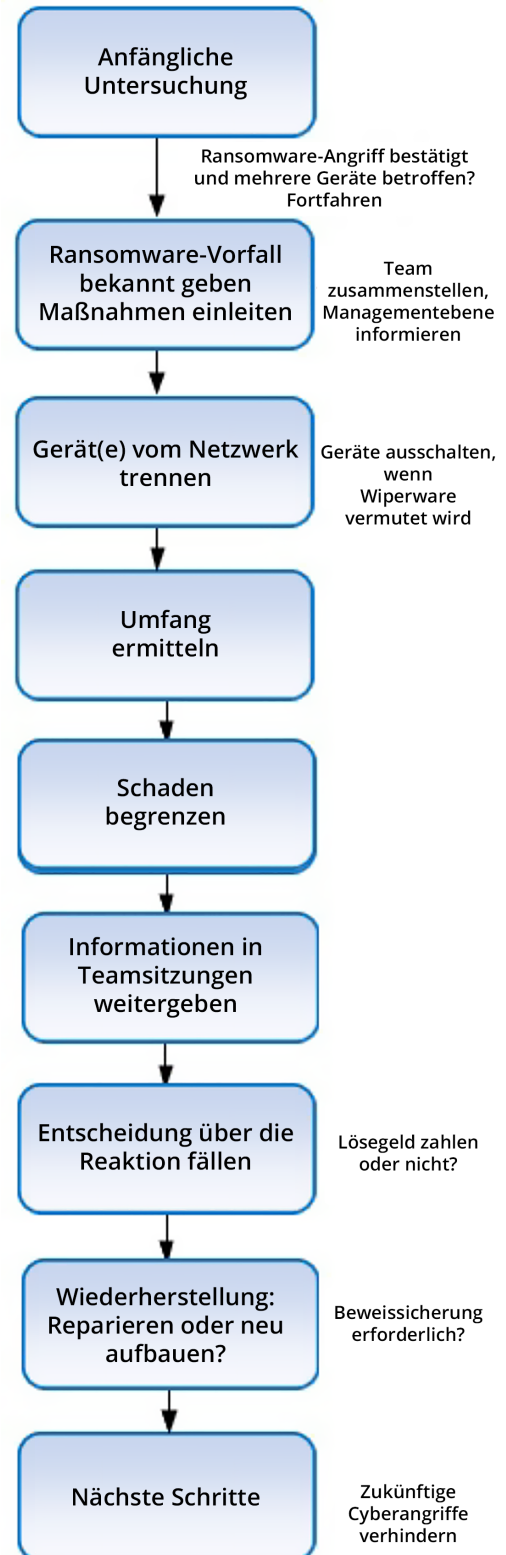 Anfängliche
Untersuchung
Ransomware-Angriff bestätigt
und mehrere Geräte betroffen?
Fortfahren
Ransomware-Vorfall
bekannt geben
Maßnahmen einleiten
Team
zusammenstellen,
Managementebene
informieren
Gerät(e) vom Netzwerk
trennen
Geräte ausschalten,
wenn
Wiperware
vermutet wird
Umfang
ermitteln
Schaden
begrenzen
Informationen in
Teamsitzungen
weitergeben
Entscheidung über die
Reaktion fällen
Lösegeld zahlen
oder nicht?
Wiederherstellung:
Reparieren oder neu
aufbauen?
Beweissicherung
erforderlich?
Nächste Schritte
Zukünftige
Cyberangriffe
verhindern